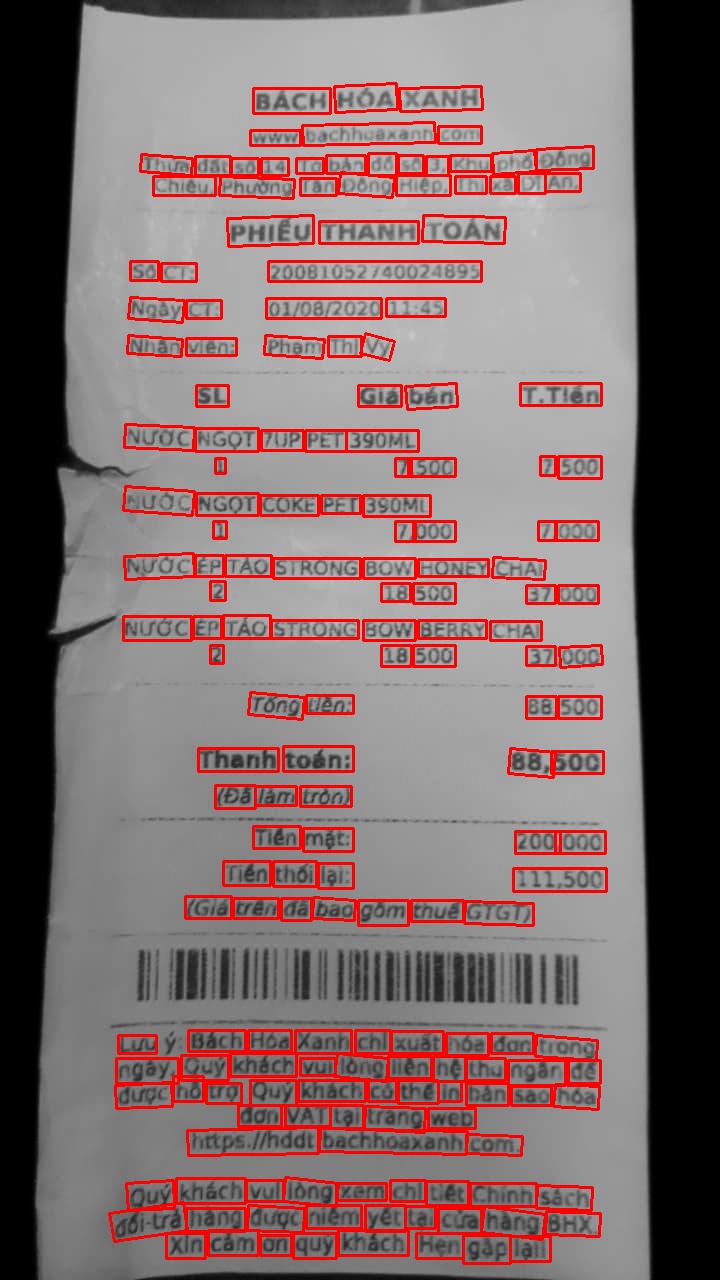 BÁCH HÓA XANH
www.bachhoaxanh.com
Thửa đất số 14, Tờ bản đồ số 3, Khu phố Đông
Chiêu, Phường Tân Đông Hiệp, Thị xã Dĩ An,
PHIẾU THANH TOÁN
Số CT: 20081052740024895
Ngày CT: 01/08/2020 11:45
Nhân viên: Phạm Thị Vy
SL Giá bán T.Tiền
NƯỚC NGỌT 7UP PET 390ML
1 7,500 7,500
NƯỚC NGỌT COKE PET 390ML
1 7,000 7,000
NƯỚC ÉP TÁO STRONG BOW HONEY CHAI
2 18,500 37,000
NƯỚC ÉP TÁO STRONG BOW BERRY CHAI
2 18,500 37,000
Tổng tiền: 88,500
Thanh toán: 88,500
(Đã làm tròn)
Tiền mặt: 200,000
Tiền thối lại: 111,500
(Giá trên đã bao gồm thuế GTGT)
Lưu ý: Bách Hóa Xanh chỉ xuất hóa đơn trong
ngày, Quý khách vui lòng liên hệ thu ngân để
được hỗ trợ. Quý khách có thể in bản sao hóa
đơn VAT tại trang web
https://hddt.bachhoaxanh.com.
Quý khách vui lòng xem chi tiết Chính sách
đổi-trả hàng được niêm yết tại cửa hàng BHX.
Xin cảm ơn quý khách. Hẹn gặp lại!